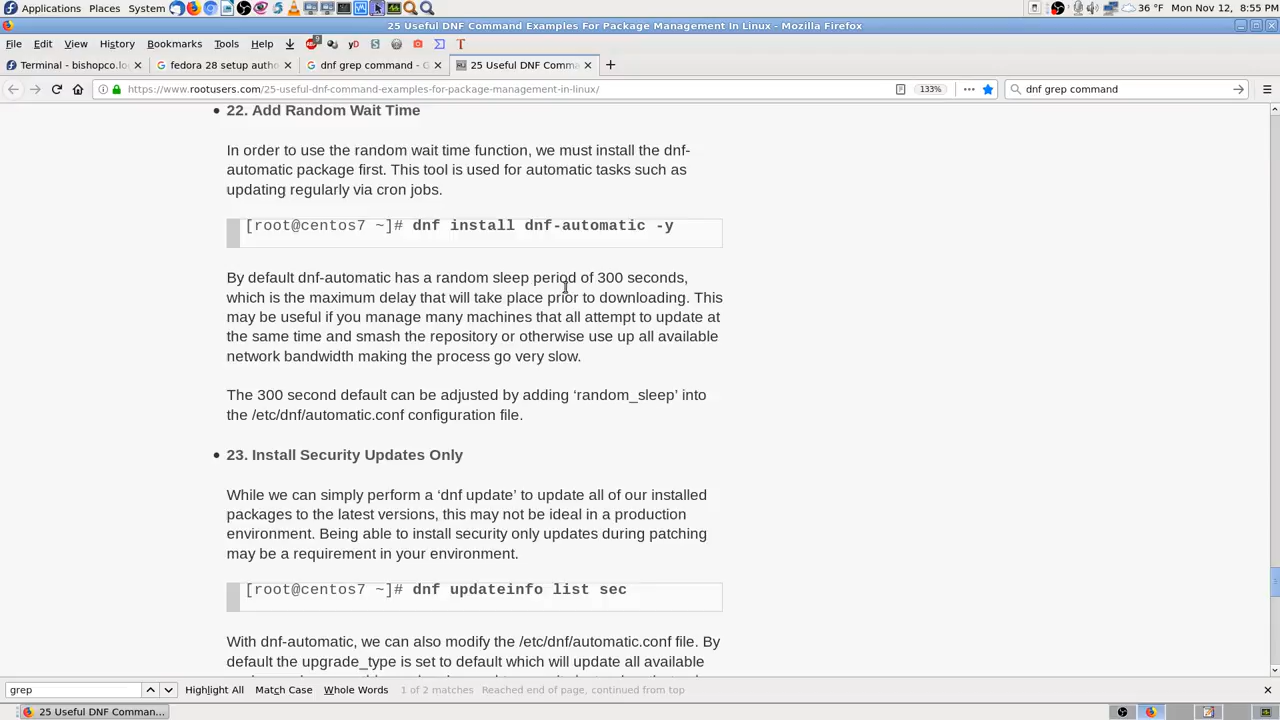 Applications Places System 36 °F Mon Nov 12, 8:55 PM
25 Useful DNF Command Examples For Package Management In Linux - Mozilla Firefox
File Edit View History Bookmarks Tools Help
Terminal - bishopco.lo
fedora 28 setup autho
dnf grep command - G
25 Useful DNF Comma
https://www.rootusers.com/25-useful-dnf-command-examples-for-package-management-in-linux/ 133% dnf grep command
22. Add Random Wait Time
In order to use the random wait time function, we must install the dnf-
automatic package first. This tool is used for automatic tasks such as
updating regularly via cron jobs.
[root@centos7 ~]# dnf install dnf-automatic -y
By default dnf-automatic has a random sleep period of 300 seconds,
which is the maximum delay that will take place prior to downloading. This
may be useful if you manage many machines that all attempt to update at
the same time and smash the repository or otherwise use up all available
network bandwidth making the process go very slow.
The 300 second default can be adjusted by adding ‘random_sleep’ into
the /etc/dnf/automatic.conf configuration file.
23. Install Security Updates Only
While we can simply perform a ‘dnf update’ to update all of our installed
packages to the latest versions, this may not be ideal in a production
environment. Being able to install security only updates during patching
may be a requirement in your environment.
[root@centos7 ~]# dnf updateinfo list sec
With dnf-automatic, we can also modify the /etc/dnf/automatic.conf file. By
default the upgrade_type is set to default which will update all available
grep Highlight All Match Case Whole Words 1 of 2 matches Reached end of page, continued from top
25 Useful DNF Comman...